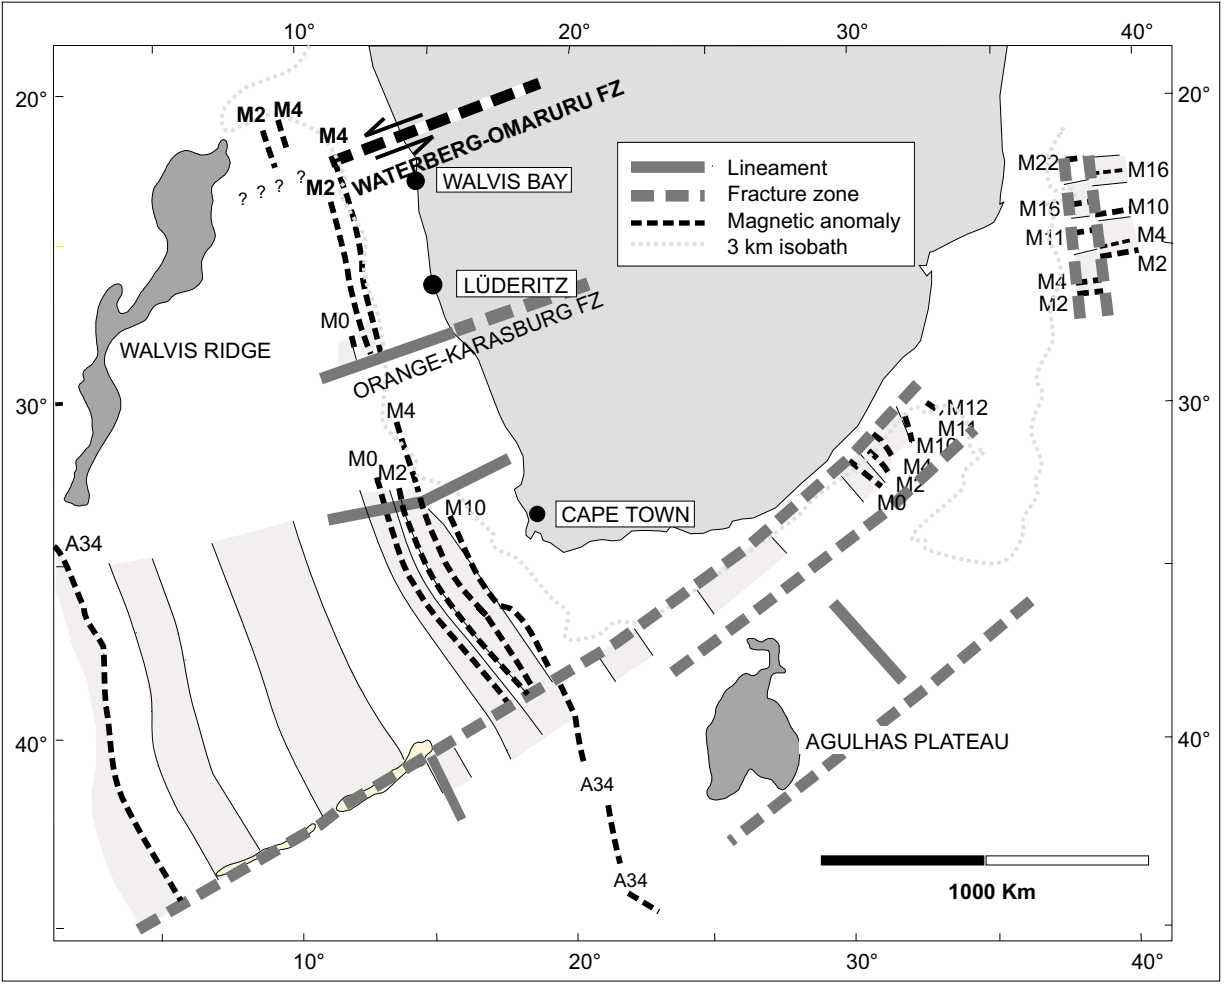 10°
20°
30°
40°
20°
20°
M2
M4
M4
WATERBERG-OMARURU FZ
M2
? ? ? ?
WALVIS BAY
Lineament
Fracture zone
Magnetic anomaly
3 km isobath
M22
M16
M16
M10
M11
M4
M2
M4
M2
LÜDERITZ
M0
ORANGE-KARASBURG FZ
WALVIS RIDGE
30°
30°
M4
M12
M11
M10
M4
M2
M0
M0
M2
M10
CAPE TOWN
A34
40°
40°
AGULHAS PLATEAU
A34
A34
1000 Km
10°
20°
30°
40°